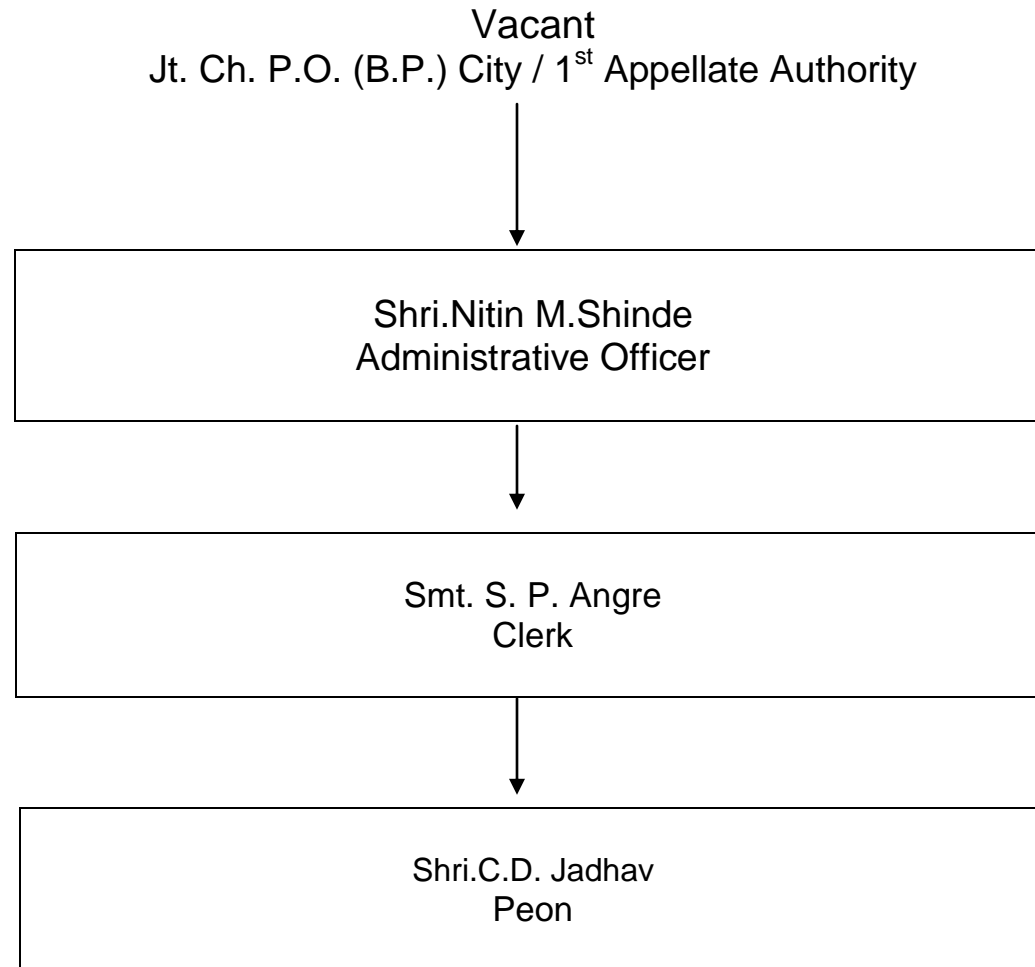 Vacant
Jt. Ch. P.O. (B.P.) City / 1st Appellate Authority
Shri.Nitin M.Shinde
Administrative Officer
Smt. S. P. Angre
Clerk
Shri.C.D. Jadhav
Peon